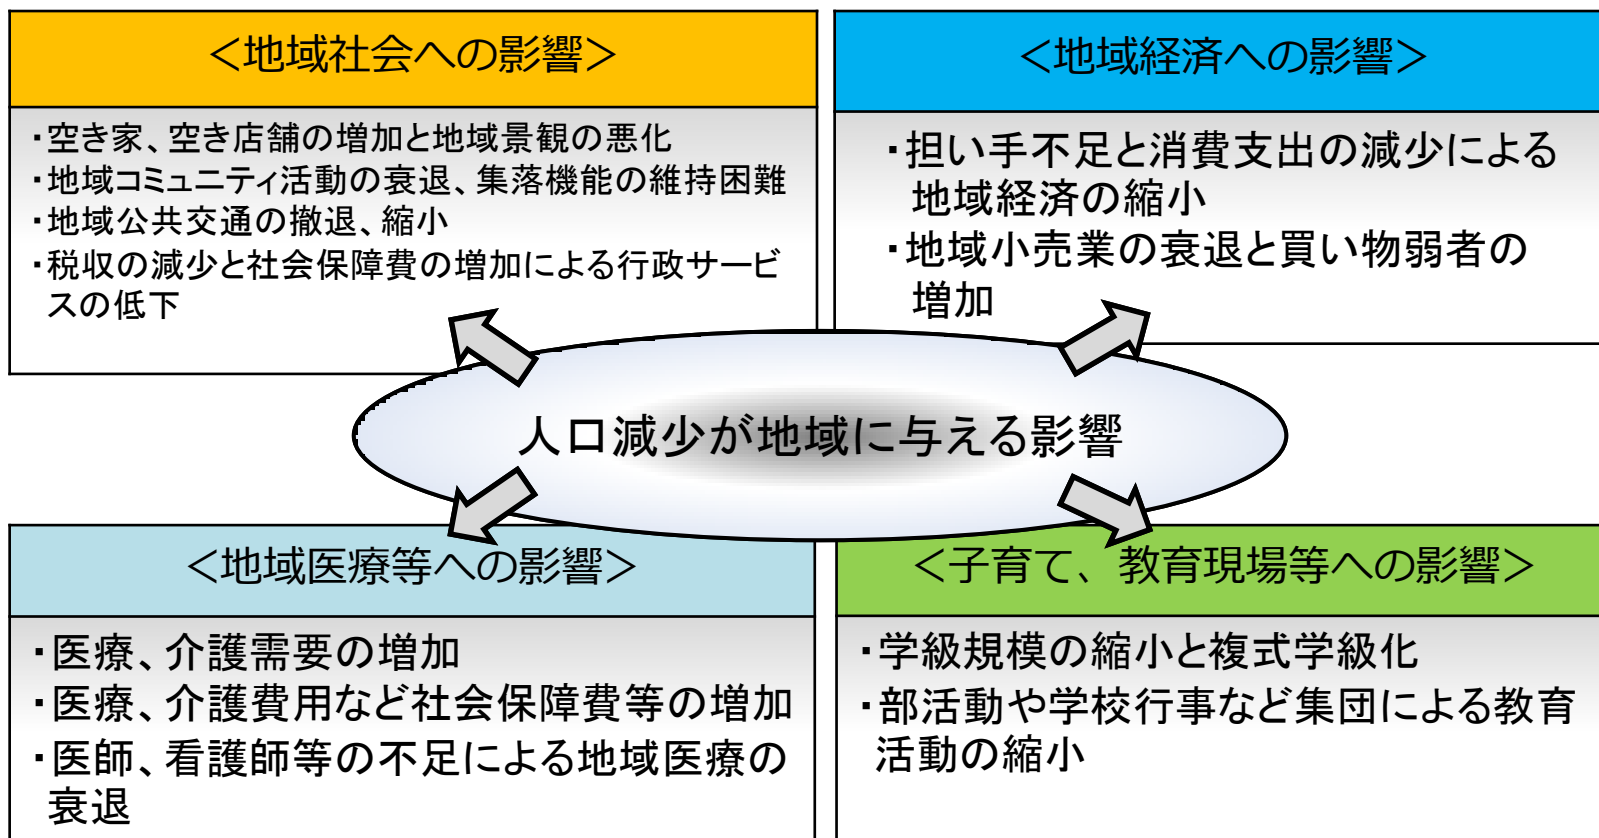 ＜地域社会への影響＞
・空き家、空き店舗の増加と地域景観の悪化
・地域コミュニティ活動の衰退、集落機能の維持困難
・地域公共交通の撤退、縮小
・税収の減少と社会保障費の増加による行政サービ
スの低下
＜地域経済への影響＞
・担い手不足と消費支出の減少による
地域経済の縮小
・地域小売業の衰退と買い物弱者の
増加
人口減少が地域に与える影響
＜地域医療等への影響＞
・医療、介護需要の増加
・医療、介護費用など社会保障費等の増加
・医師、看護師等の不足による地域医療の
衰退
＜子育て、教育現場等への影響＞
・学級規模の縮小と複式学級化
・部活動や学校行事など集団による教育
活動の縮小